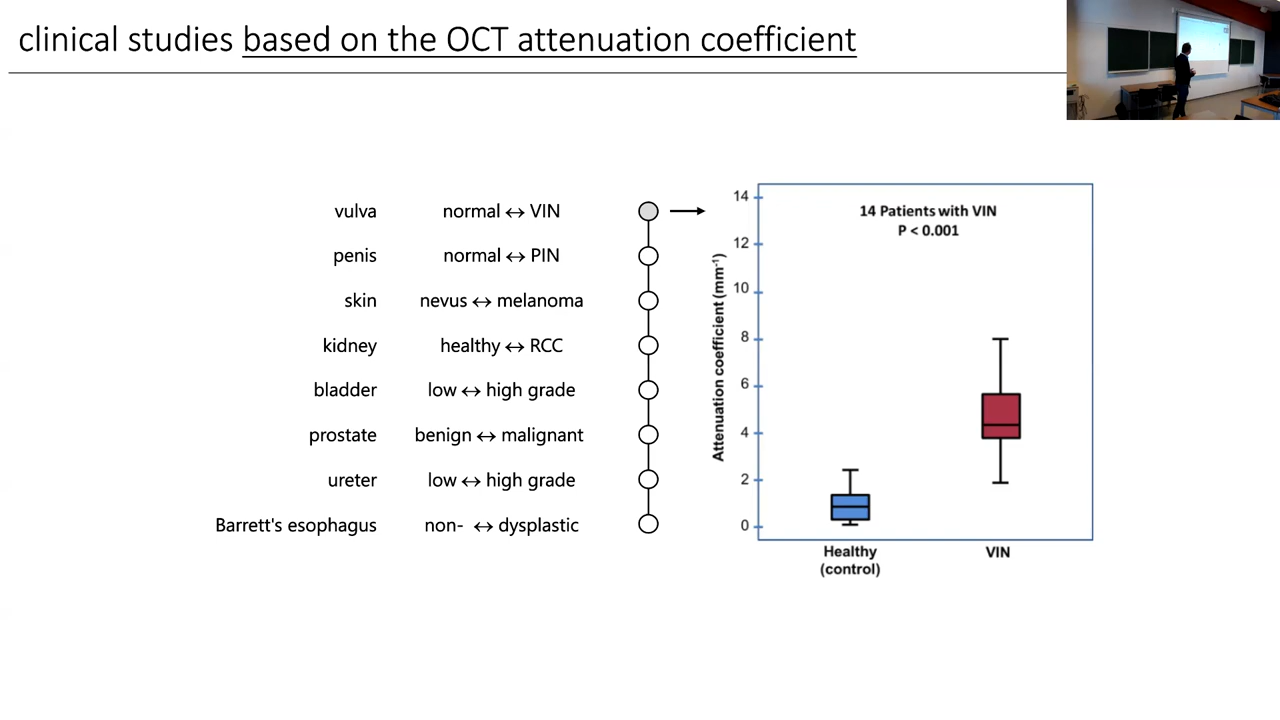 clinical studies based on the OCT attenuation coefficient
vulva normal ↔ VIN
penis normal ↔ PIN
skin nevus ↔ melanoma
kidney healthy ↔ RCC
bladder low ↔ high grade
prostate benign ↔ malignant
ureter low ↔ high grade
Barrett's esophagus non- ↔ dysplastic
14 Patients with VIN
P < 0.001
Attenuation coefficient (mm⁻¹)
14
12
10
8
6
4
2
0
Healthy
(control)
VIN